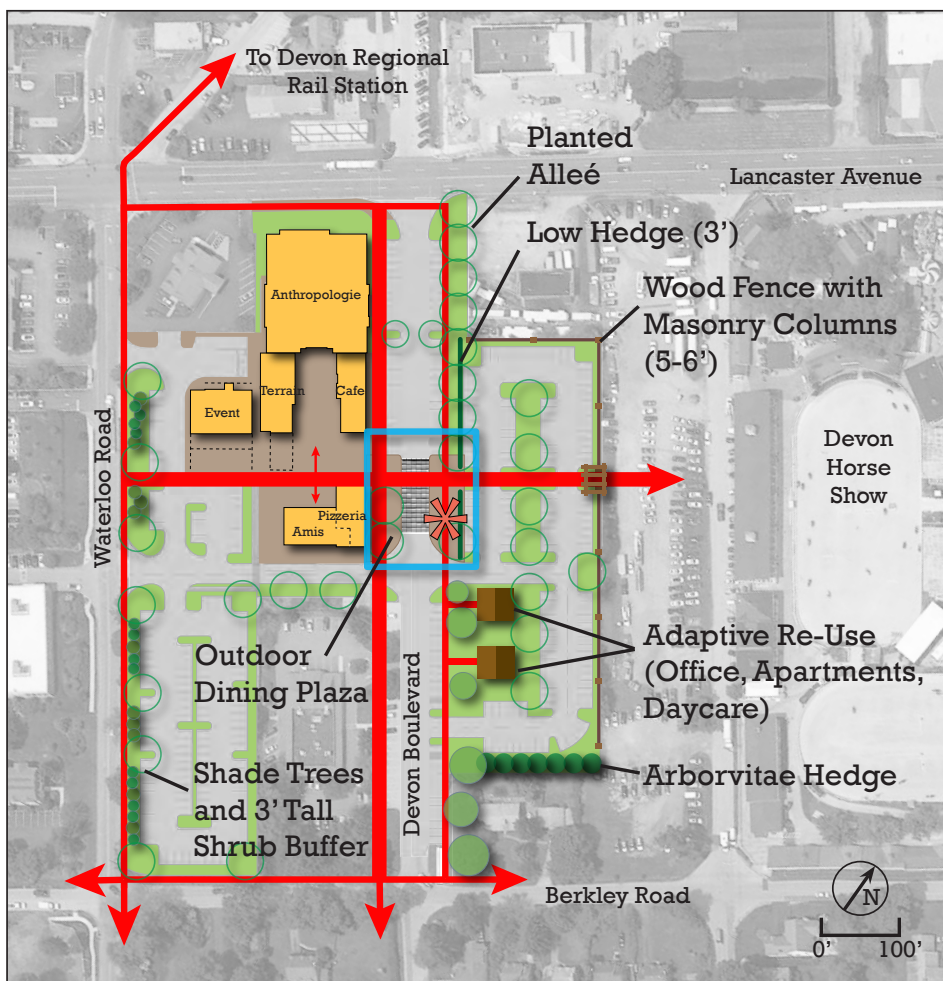 To Devon Regional
Rail Station
Planted
Alleé
Lancaster Avenue
Low Hedge (3')
Wood Fence with
Masonry Columns
(5-6')
Anthropologie
Terrain
Cafe
Event
Waterloo Road
Devon
Horse
Show
Pizzeria
Amis
Outdoor
Dining Plaza
Adaptive Re-Use
(Office, Apartments,
Daycare)
Devon Boulevard
Shade Trees
and 3' Tall
Shrub Buffer
Arborvitae Hedge
Berkley Road
N
0' 100'